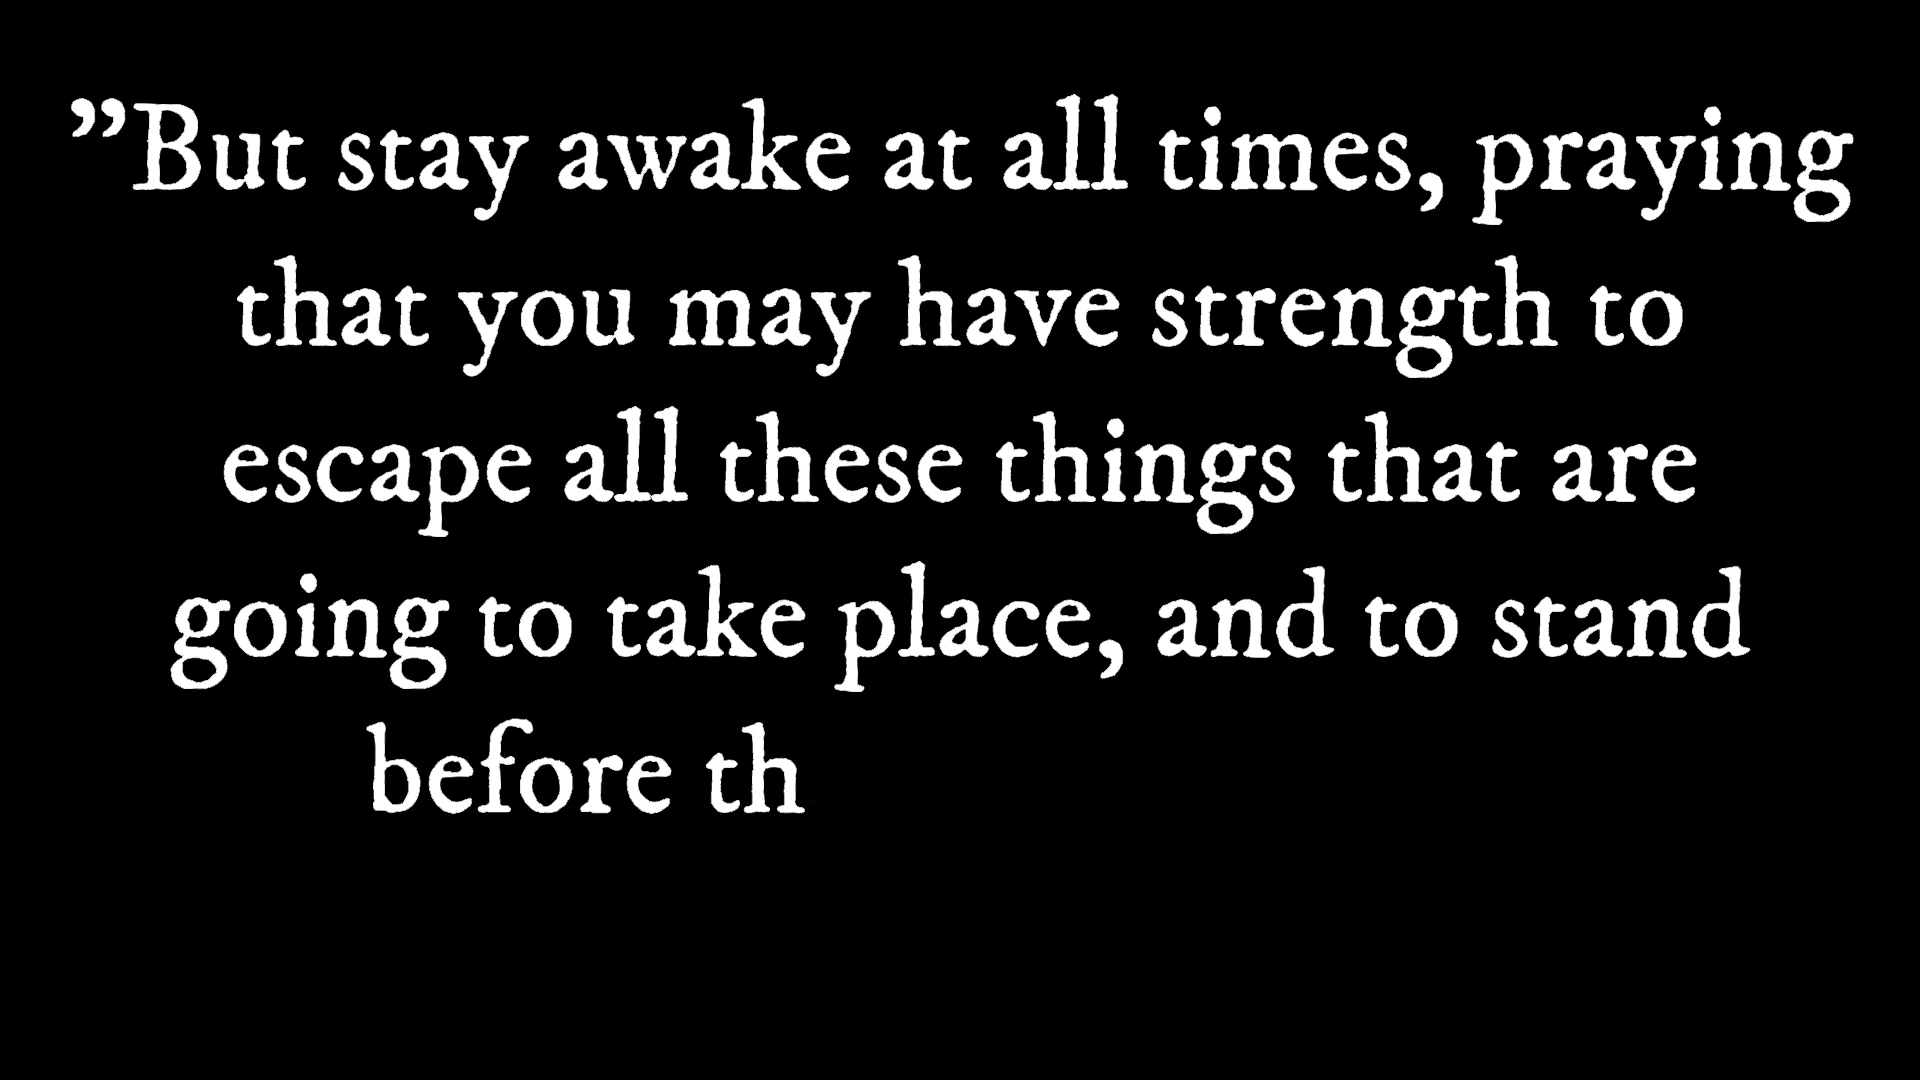 ”But stay awake at all times, praying
that you may have strength to
escape all these things that are
going to take place, and to stand
before th